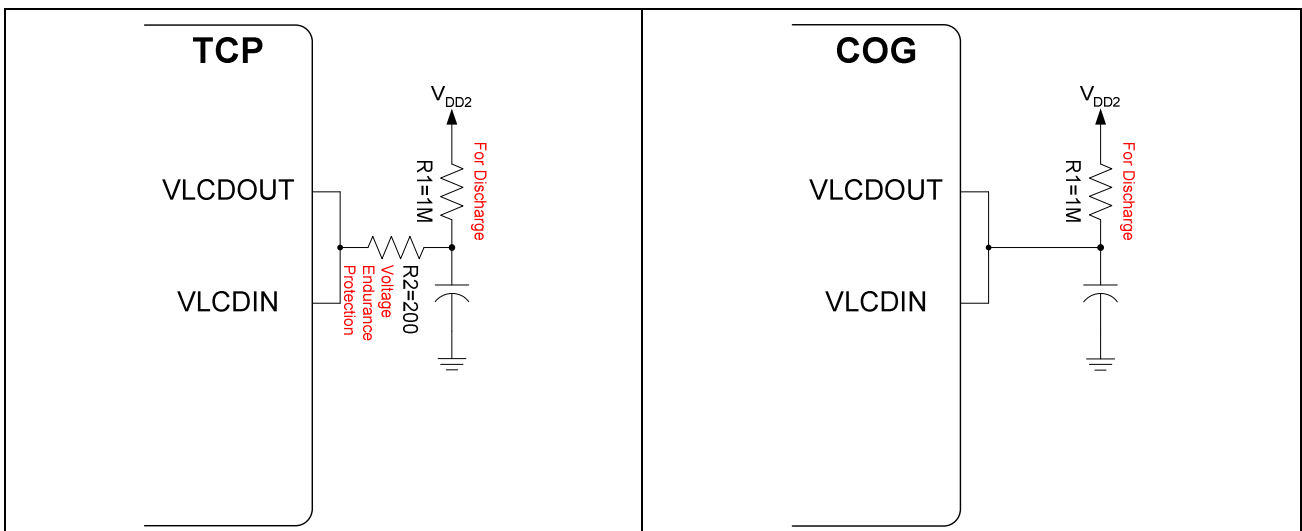 TCP
VDD2
For Discharge
R1=1M
VLCDOUT
R2=200
Voltage
Endurance
Protection
VLCDIN
COG
VDD2
For Discharge
R1=1M
VLCDOUT
VLCDIN